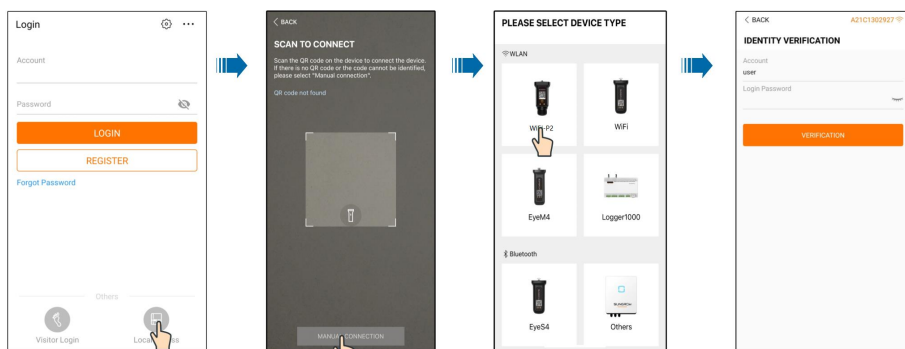 Login
Account
Password
LOGIN
REGISTER
Forgot Password
Others
Visitor Login
BACK
SCAN TO CONNECT
Scan the QR code on the device to connect the device.
If there is no QR code or the code cannot be identified,
please select "Manual connection".
QR code not found
CONNECTION
PLEASE SELECT DEVICE TYPE
WLAN
WiFi-P2
WiFi
EyeM4
Logger1000
Bluetooth
SUNGROW
EyeS4
Others
BACK
A21C1302927
IDENTITY VERIFICATION
Account
user
Login Password
VERIFICATION